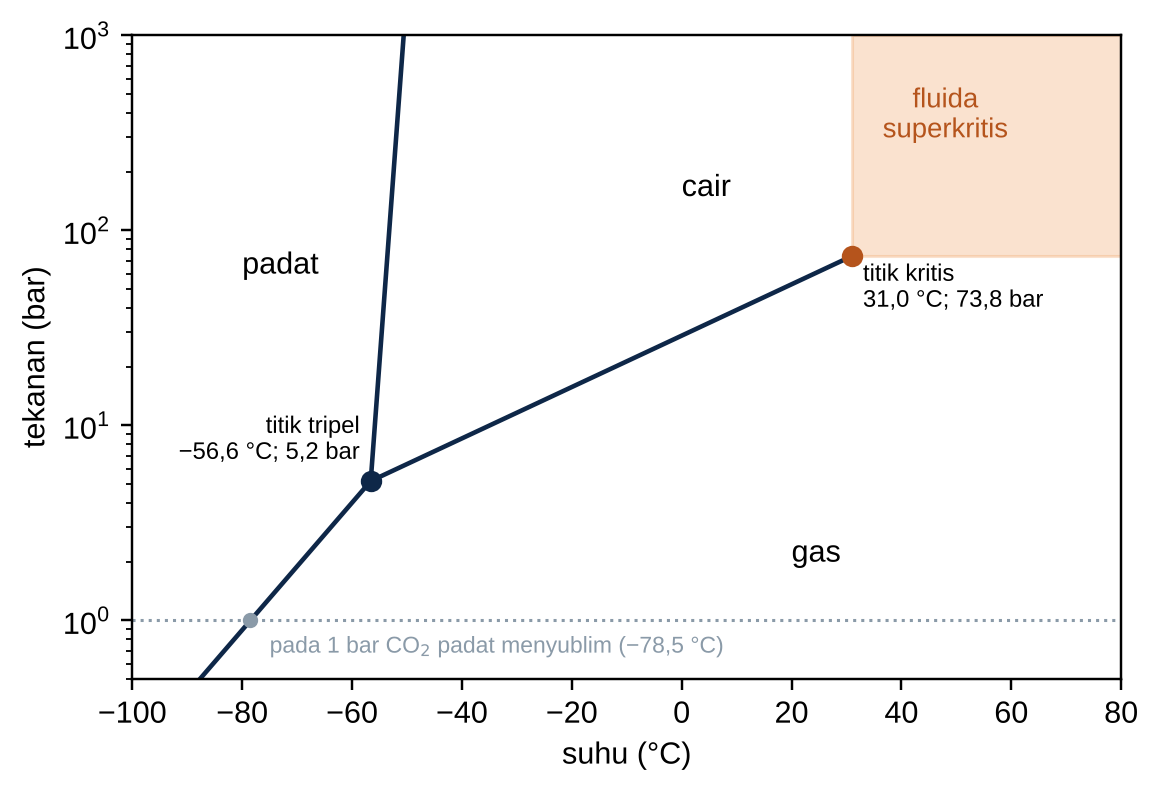 10³
fluida
superkritis
cair
10²
padat
titik kritis
31,0 °C; 73,8 bar
tekanan (bar)
10¹
titik tripel
−56,6 °C; 5,2 bar
gas
10⁰
pada 1 bar CO₂ padat menyublim (−78,5 °C)
−100 −80 −60 −40 −20 0 20 40 60 80
suhu (°C)